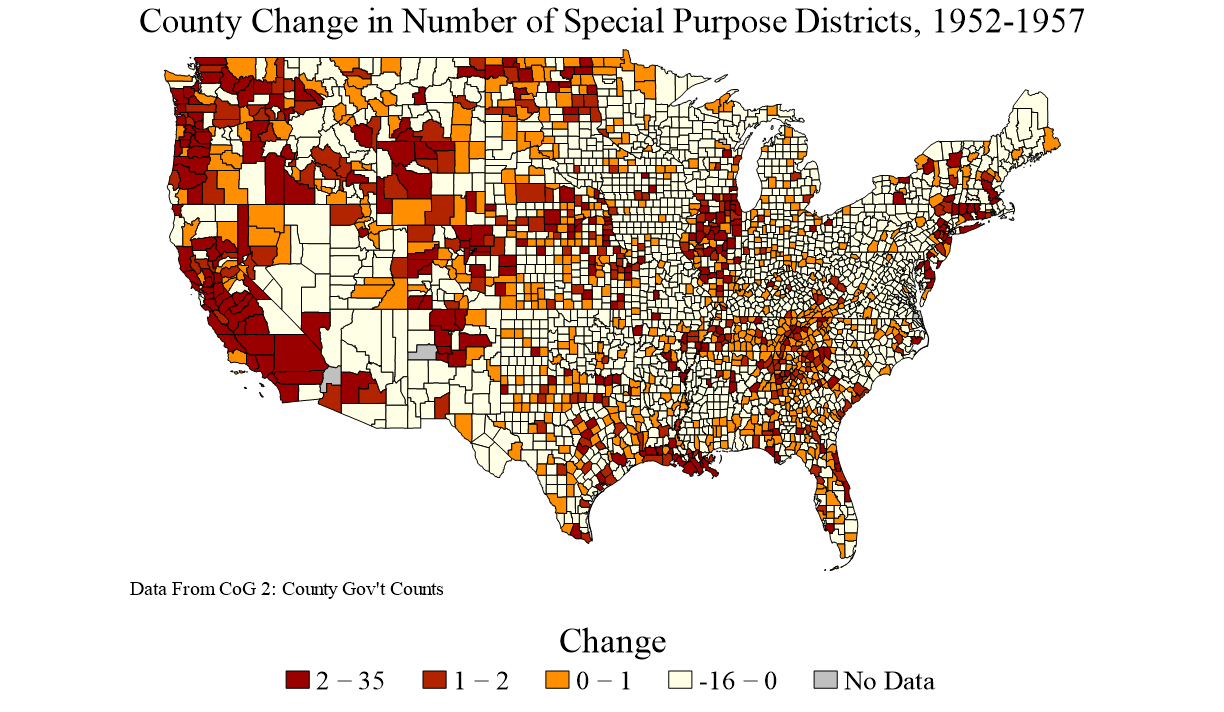 County Change in Number of Special Purpose Districts, 1952-1957
Data From CoG 2: County Gov't Counts
Change
2 − 35
1 − 2
0 − 1
-16 − 0
No Data